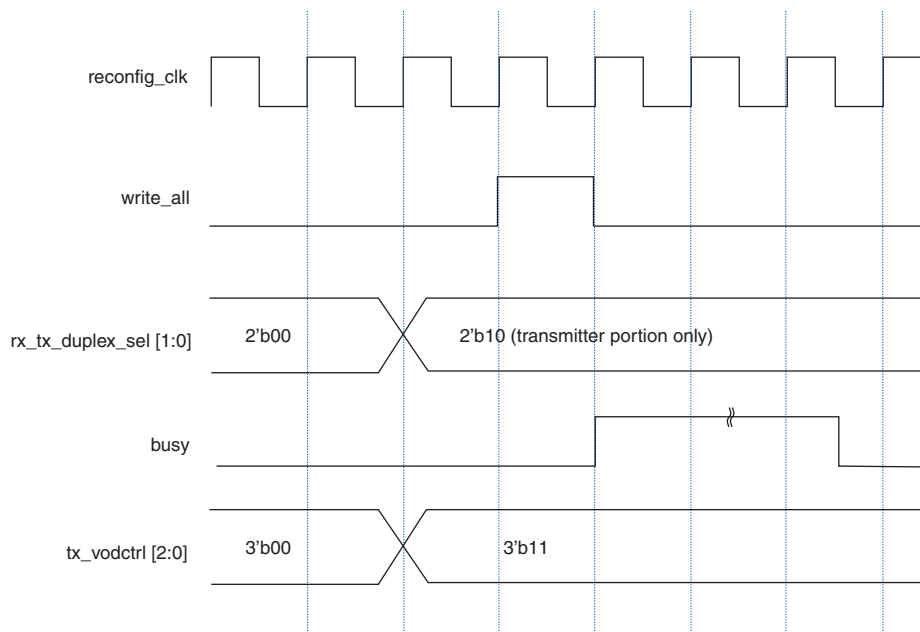 reconfig_clk
write_all
rx_tx_duplex_sel [1:0]
2’b00
2’b10 (transmitter portion only)
busy
tx_vodctrl [2:0]
3’b00
3’b11